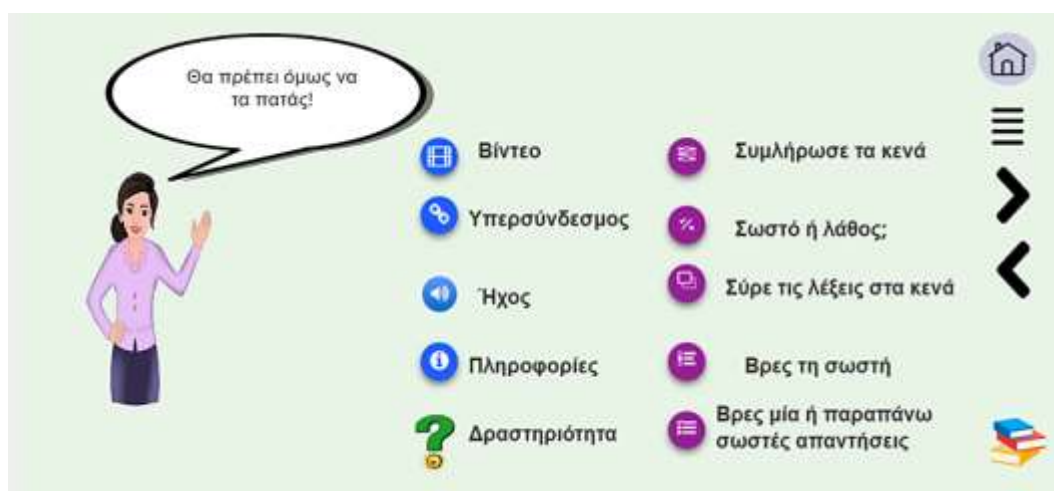 Θα πρέπει όμως να
τα πατάς!
Βίντεο
Υπερσύνδεσμος
Ήχος
Πληροφορίες
Δραστηριότητα
Συμλήρωσε τα κενά
Σωστό ή λάθος;
Σύρε τις λέξεις στα κενά
Βρες τη σωστή
Βρες μία ή παραπάνω
σωστές απαντήσεις